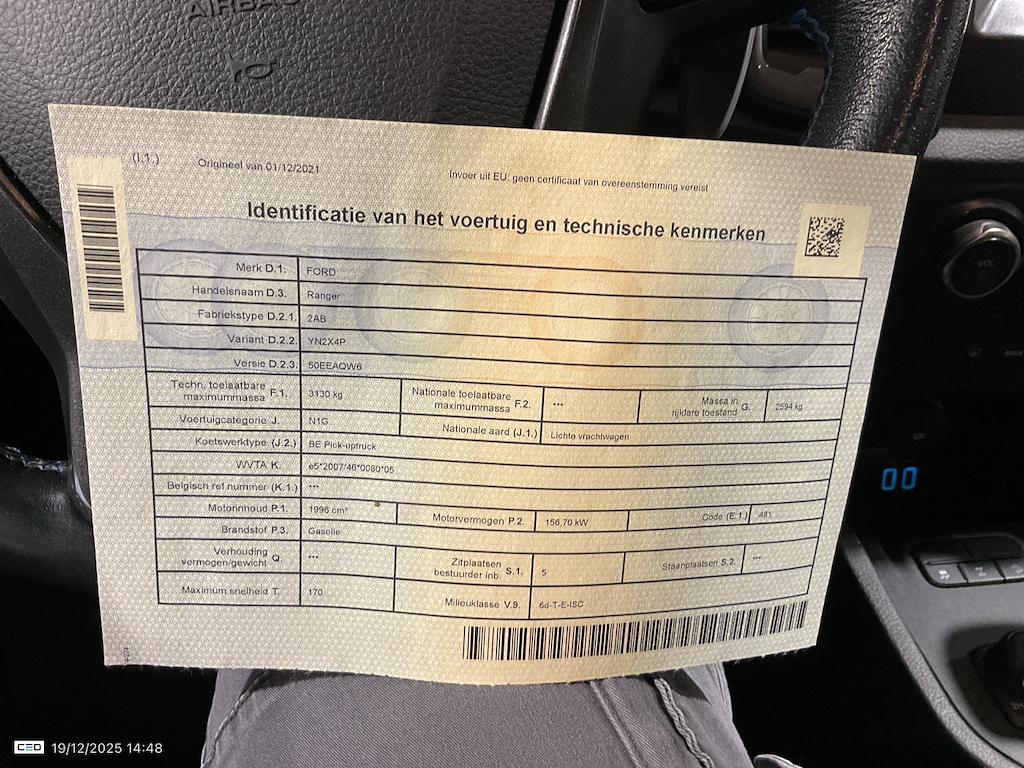 AIRBAG
(I.1.) Origineel van 01/12/2021
Invoer uit EU: geen certificaat van overeenstemming vereist
Identificatie van het voertuig en technische kenmerken
Merk D.1. FORD
Handelsnaam D.3. Ranger
Fabriekstype D.2.1. 2AB
Variant D.2.2. YN2X4P
Versie D.2.3. 50EEAQW6
Techn. toelaatbare maximummassa F.1. 3130 kg Nationale toelaatbare maximummassa F.2. --- Massa in rijklare toestand G. 2594 kg
Voertuigcategorie J. N1G Nationale aard (J.1.) Lichte vrachtwagen
Koetswerktype (J.2.) BE Pick-uptruck
WVTA K. e5*2007/46*0080*05
Belgisch ref.nummer (K.1.) ---
Motorinhoud P.1. 1996 cm³ Motorvermogen P.2. 156,70 kW Code (E.1.) 481
Brandstof P.3. Gasolie
Verhouding vermogen/gewicht Q. --- Zitplaatsen bestuurder inb. S.1. 5 Staanplaatsen S.2. ---
Maximum snelheid T. 170 Milieuklasse V.9. 6d-T-E-ISC
VOL
00
CEO 19/12/2025 14:48